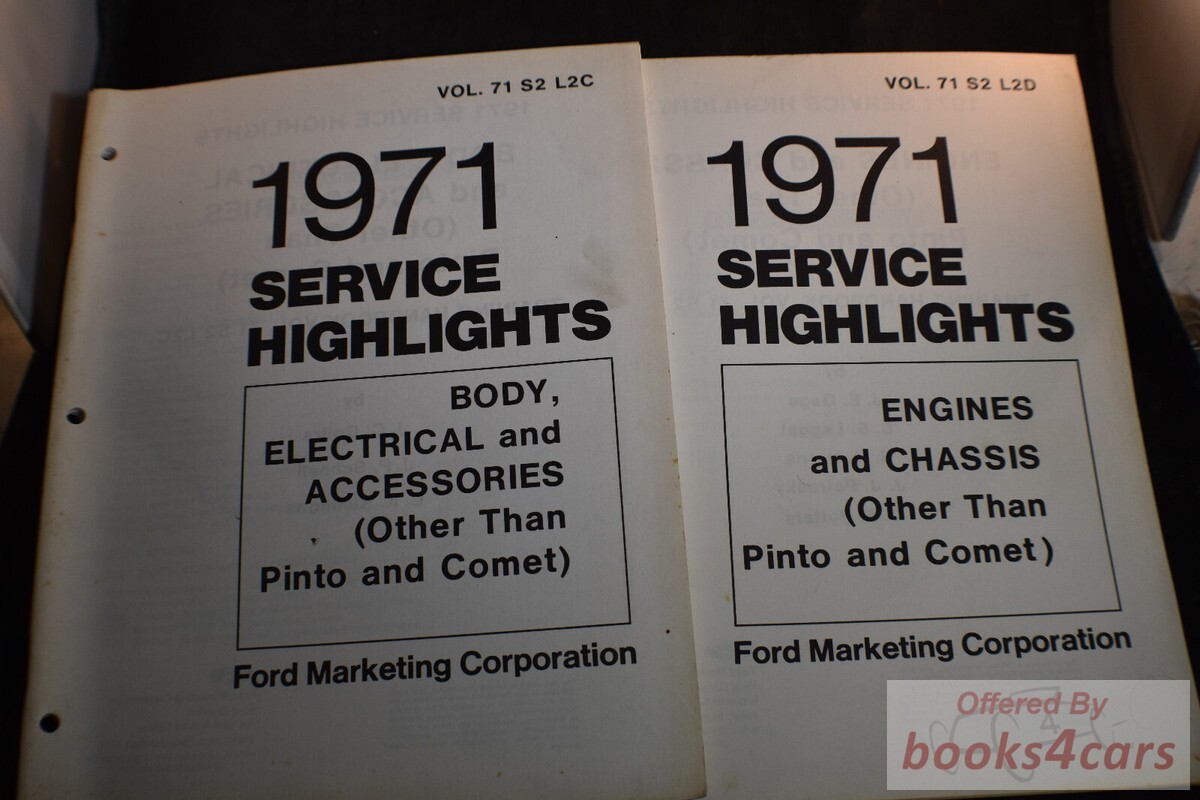 VOL. 71 S2 L2C
1971
SERVICE
HIGHLIGHTS
BODY,
ELECTRICAL and
ACCESSORIES
(Other Than
Pinto and Comet)
Ford Marketing Corporation
VOL. 71 S2 L2D
1971
SERVICE
HIGHLIGHTS
ENGINES
and CHASSIS
(Other Than
Pinto and Comet)
Ford Marketing Corporation
Offered By
books4cars